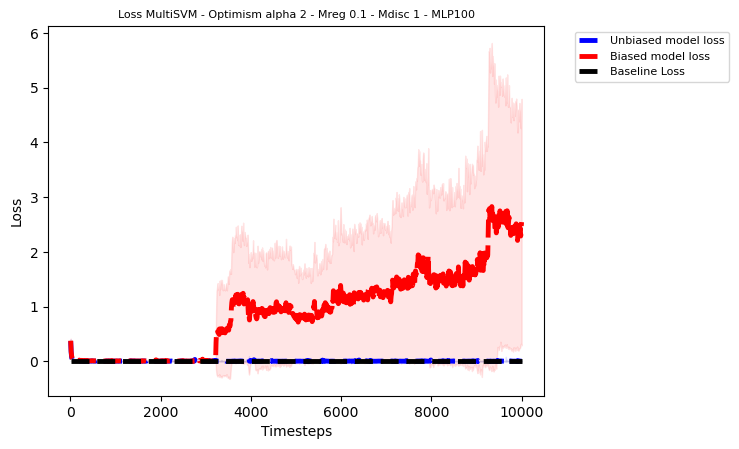 Loss MultiSVM - Optimism alpha 2 - Mreg 0.1 - Mdisc 1 - MLP100
Unbiased model loss
Biased model loss
Baseline Loss
Loss
6
5
4
3
2
1
0
0 2000 4000 6000 8000 10000
Timesteps